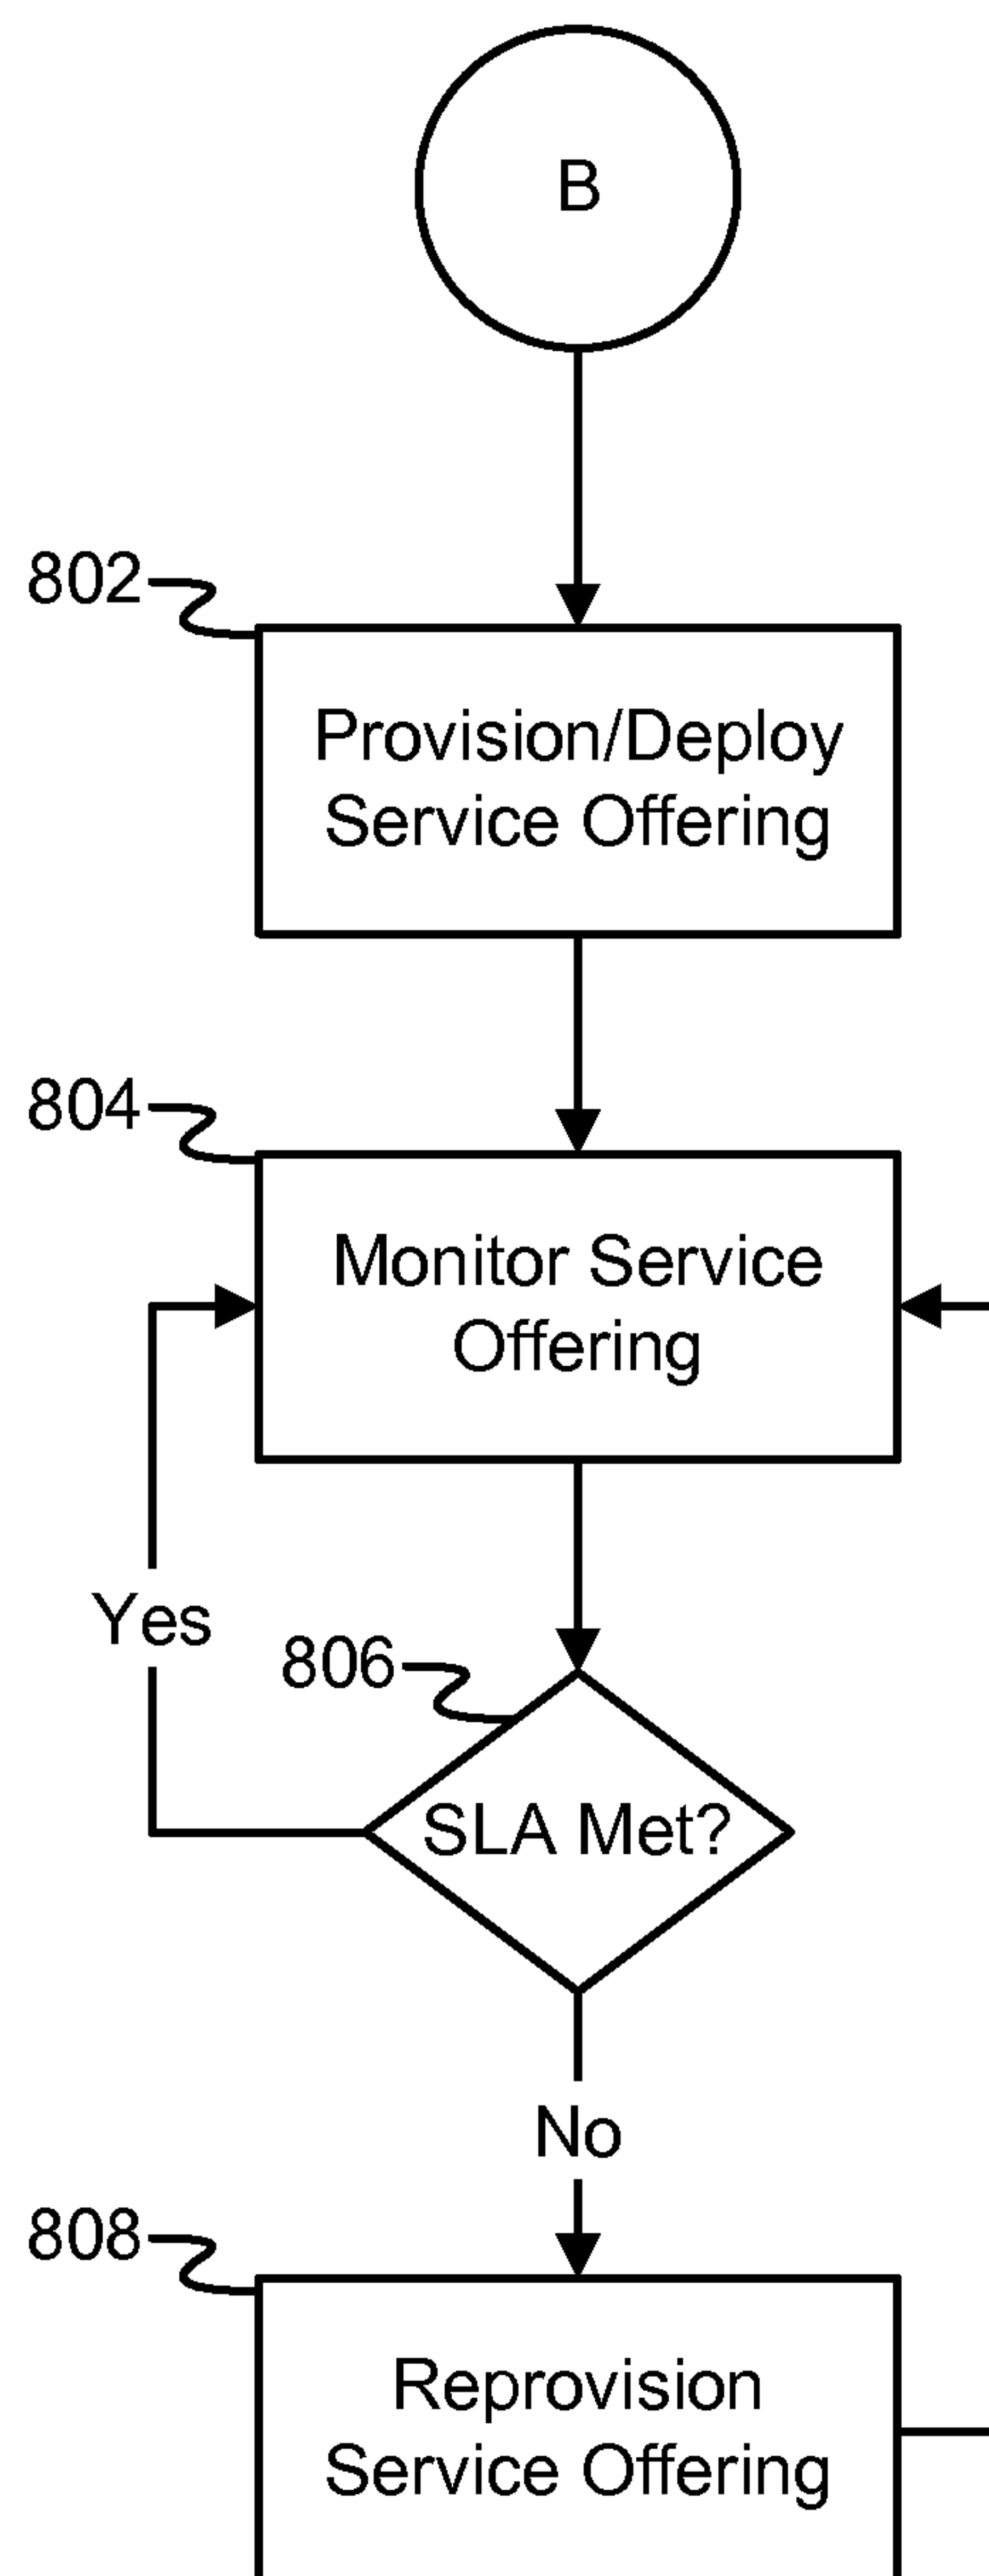 B
802
Provision/Deploy
Service Offering
804
Monitor Service
Offering
Yes
806
SLA Met?
No
808
Reprovision
Service Offering